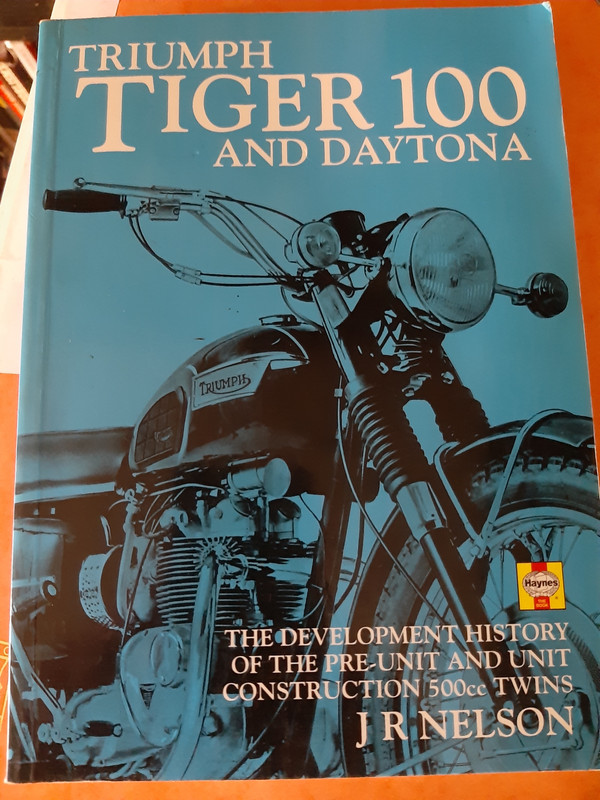 TRIUMPH
TIGER 100
AND DAYTONA
TRIUMPH
Haynes
THE DEVELOPMENT HISTORY
OF THE PRE-UNIT AND UNIT
CONSTRUCTION 500cc TWINS
J R NELSON